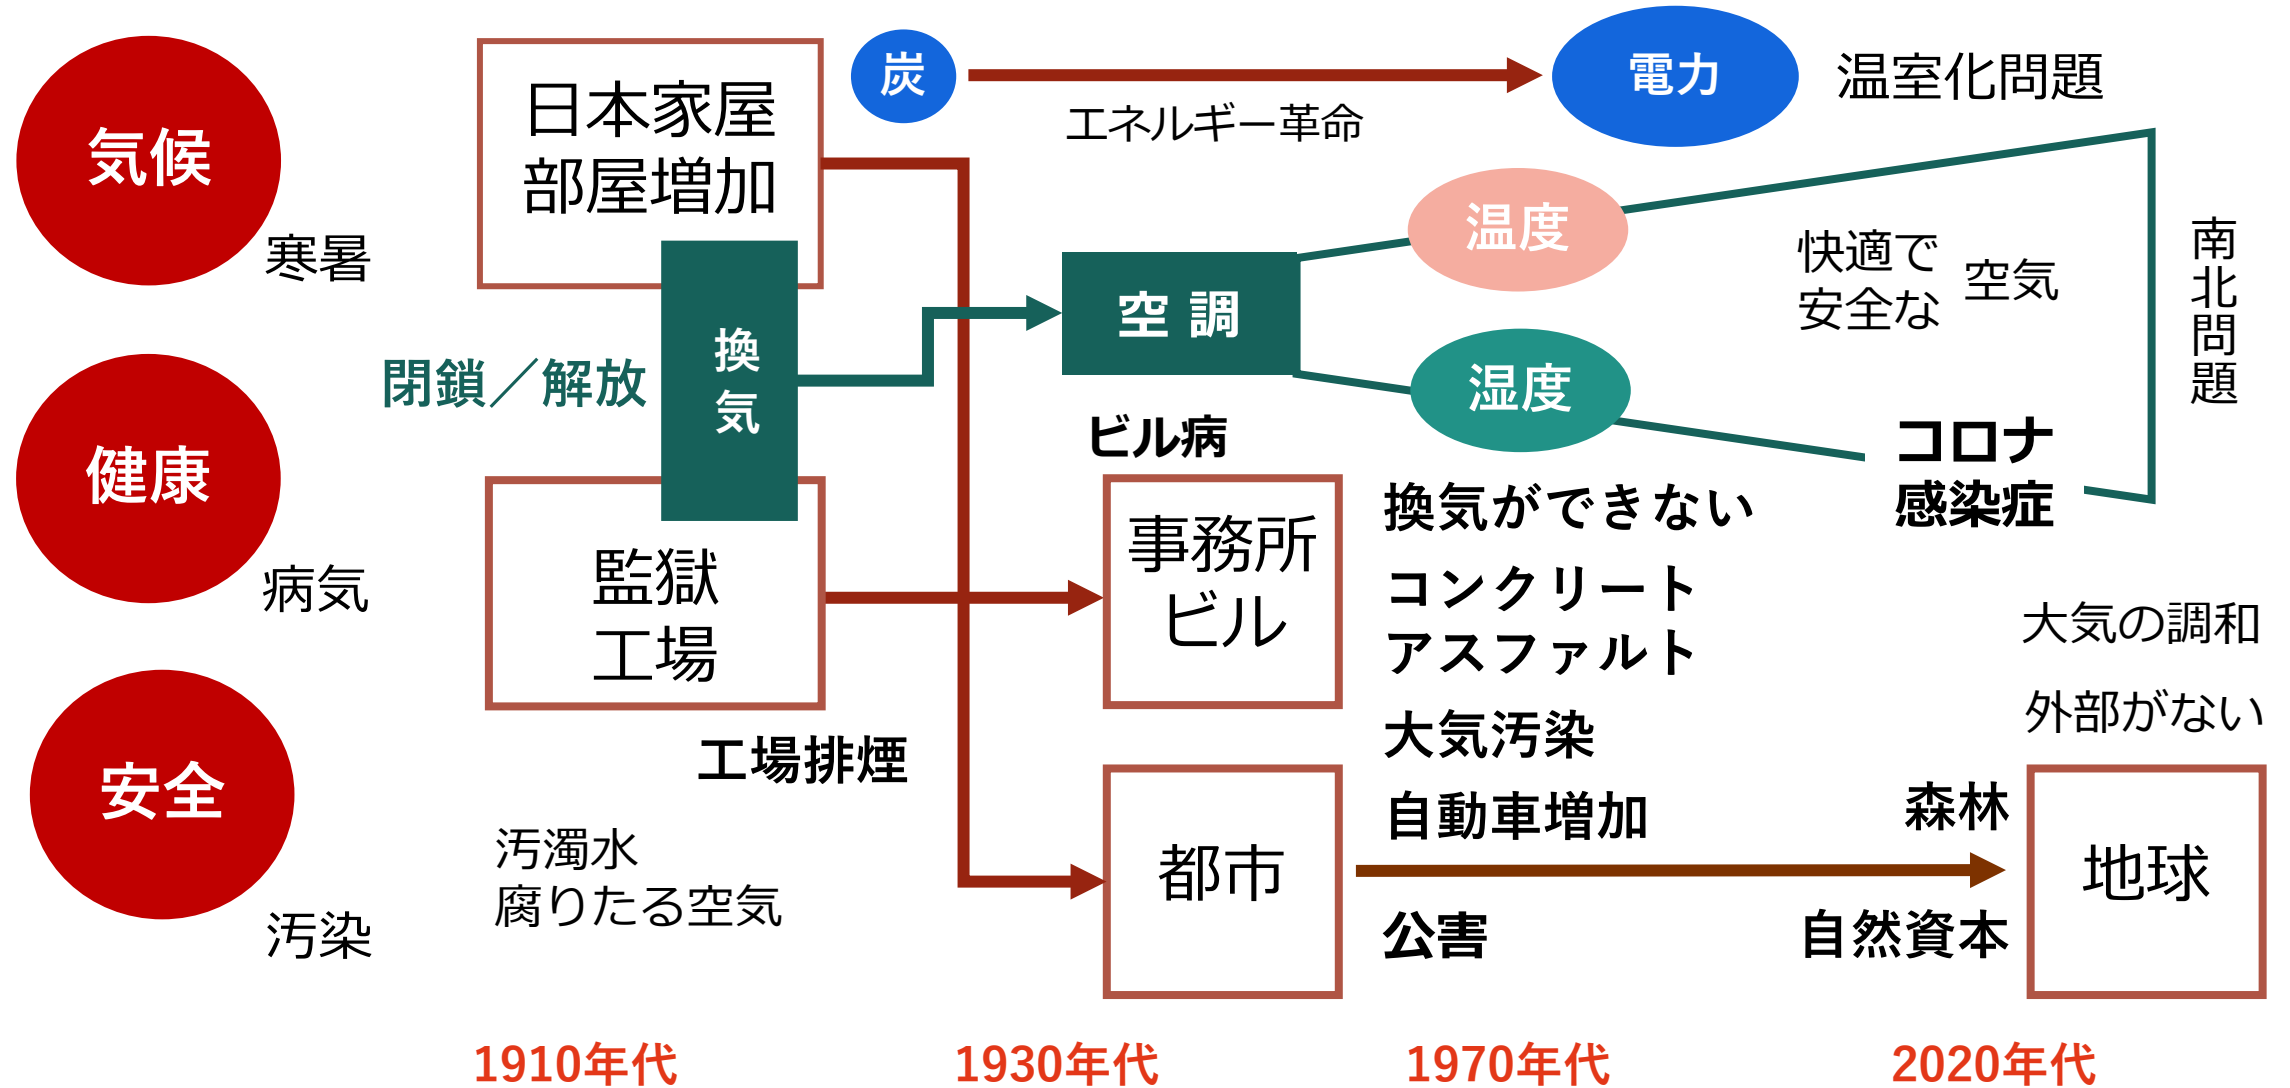 気候
寒暑
健康
病気
安全
汚染
日本家屋
部屋増加
換
気
閉鎖／解放
監獄
工場
工場排煙
汚濁水
腐りたる空気
炭
エネルギー革命
電力
温室化問題
空 調
温度
湿度
快適で
安全な
空気
南北問題
コロナ
感染症
ビル病
事務所
ビル
換気ができない
コンクリート
アスファルト
大気汚染
自動車増加
都市
公害
大気の調和
外部がない
森林
自然資本
地球
1910年代
1930年代
1970年代
2020年代